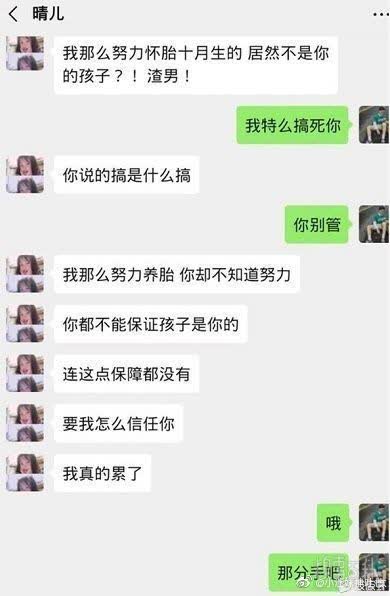 晴儿
我那么努力怀胎十月生的 居然不是你
的孩子？！渣男！
我特么搞死你
你说的搞是什么搞
你别管
我那么努力养胎 你却不知道努力
你都不能保证孩子是你的
连这点保障都没有
要我怎么信任你
我真的累了
哦
那分手吧